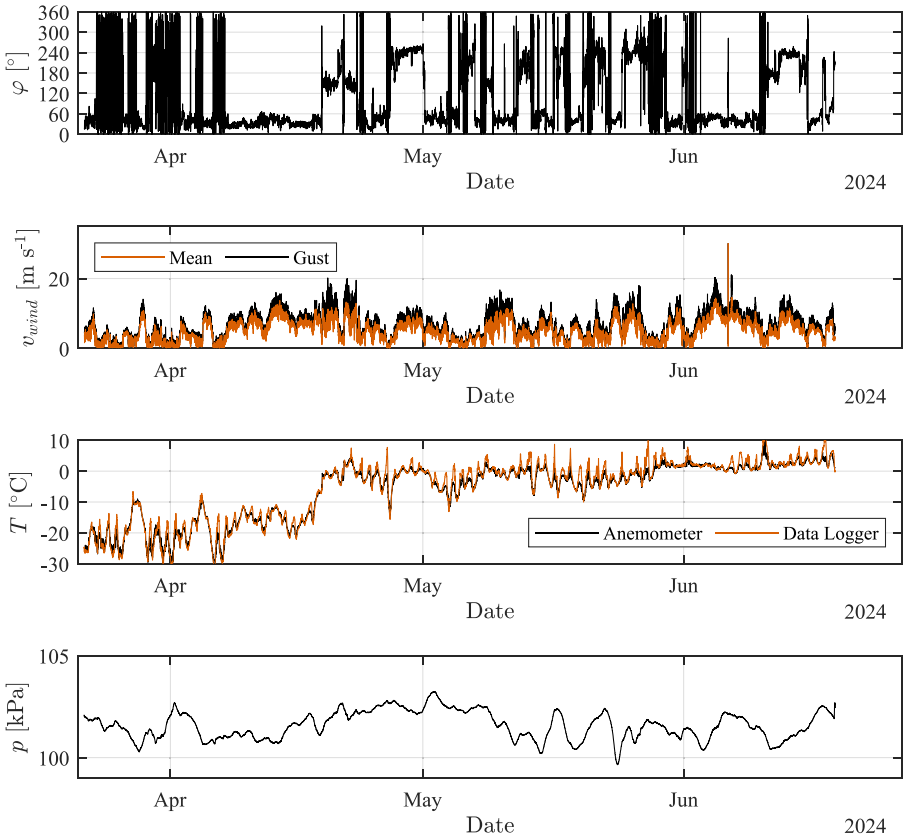 360
300
240
180
120
60
0
φ [°]
Apr May Jun
Date
2024
20
0
v_wind [m s⁻¹]
Mean Gust
Apr May Jun
Date
2024
10
0
-10
-20
-30
T [°C]
Anemometer Data Logger
Apr May Jun
Date
2024
105
100
p [kPa]
Apr May Jun
Date
2024